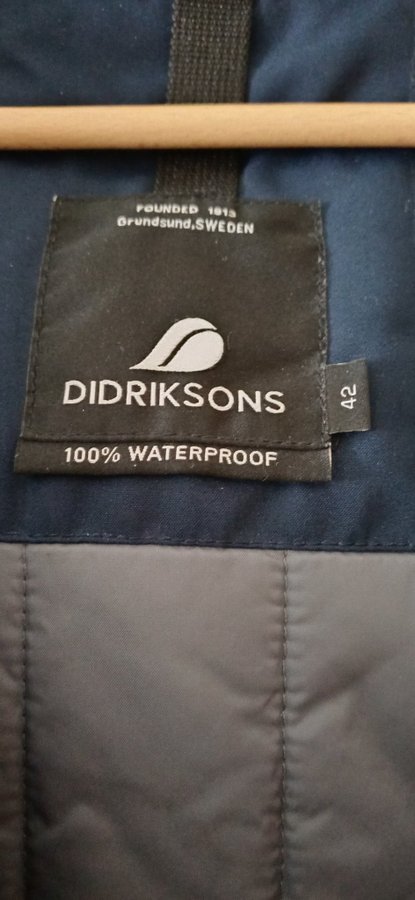 FOUNDED 1913
Grundsund,SWEDEN
DIDRIKSONS
42
100% WATERPROOF